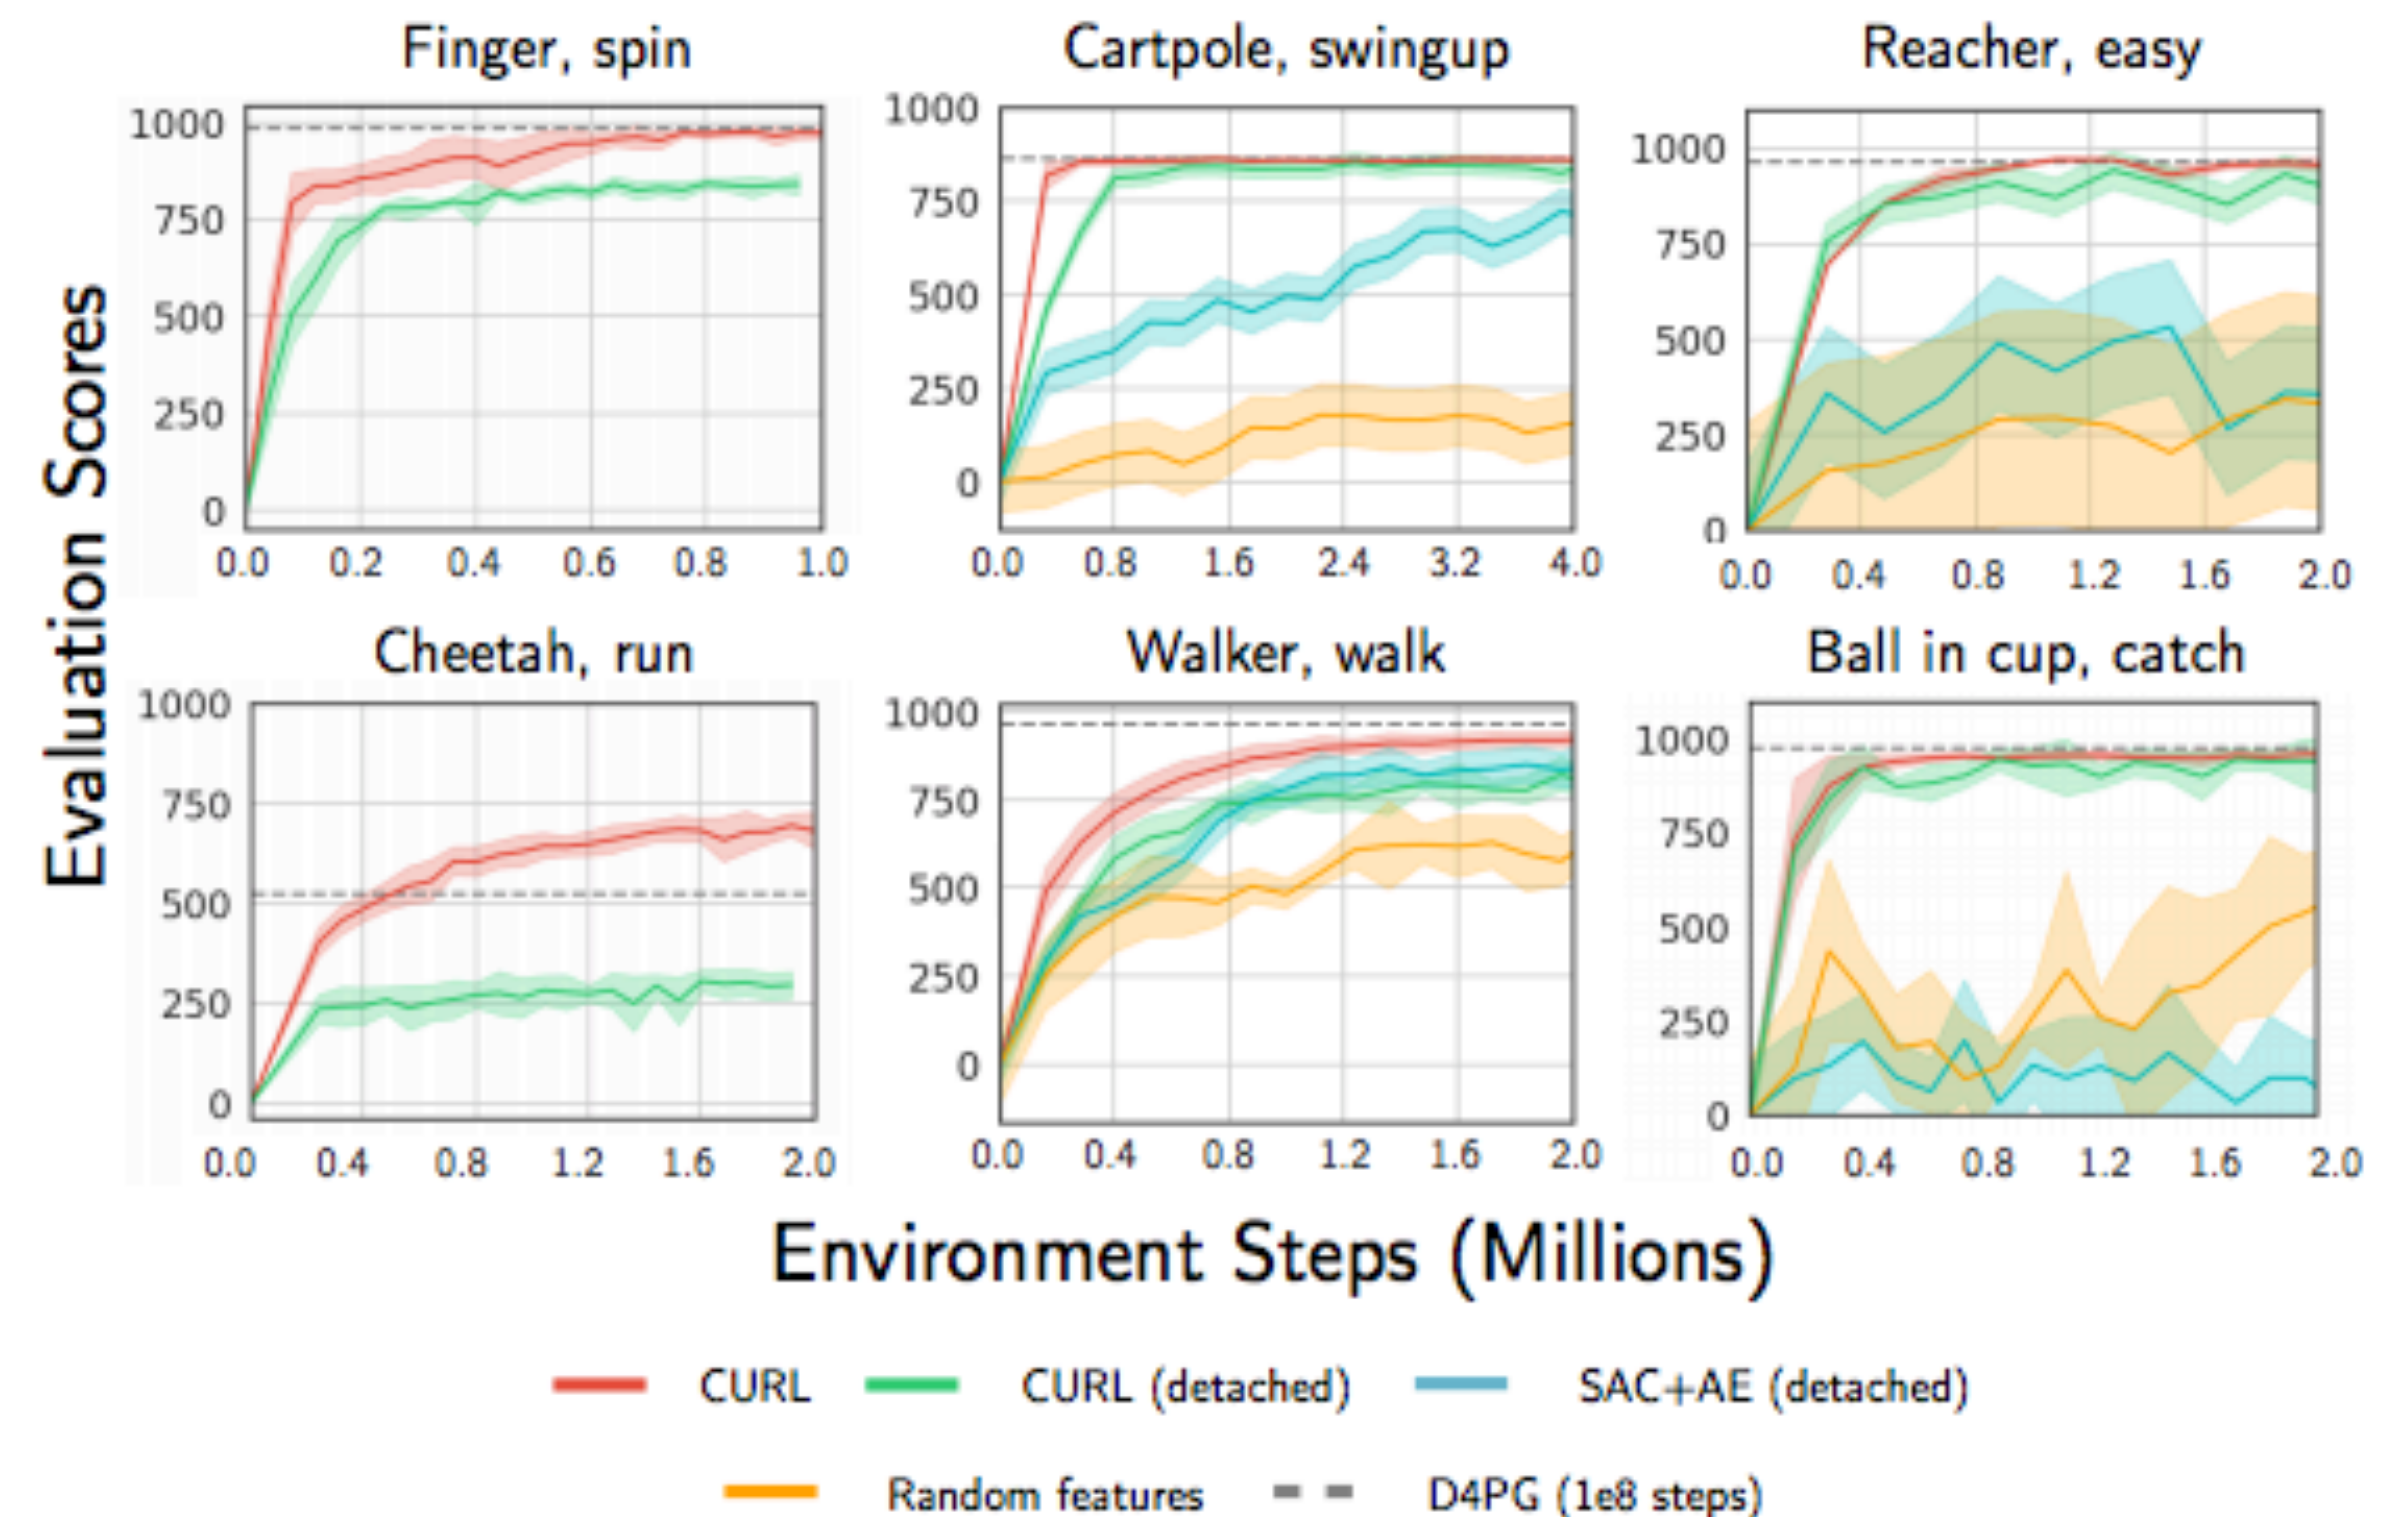 Finger, spin
Cartpole, swingup
Reacher, easy
1000
750
500
250
0
0.0 0.2 0.4 0.6 0.8 1.0
1000
750
500
250
0
0.0 0.8 1.6 2.4 3.2 4.0
1000
750
500
250
0
0.0 0.4 0.8 1.2 1.6 2.0
Evaluation Scores
Cheetah, run
Walker, walk
Ball in cup, catch
1000
750
500
250
0
0.0 0.4 0.8 1.2 1.6 2.0
1000
750
500
250
0
0.0 0.4 0.8 1.2 1.6 2.0
1000
750
500
250
0
0.0 0.4 0.8 1.2 1.6 2.0
Environment Steps (Millions)
CURL CURL (detached) SAC+AE (detached)
Random features D4PG (1e8 steps)